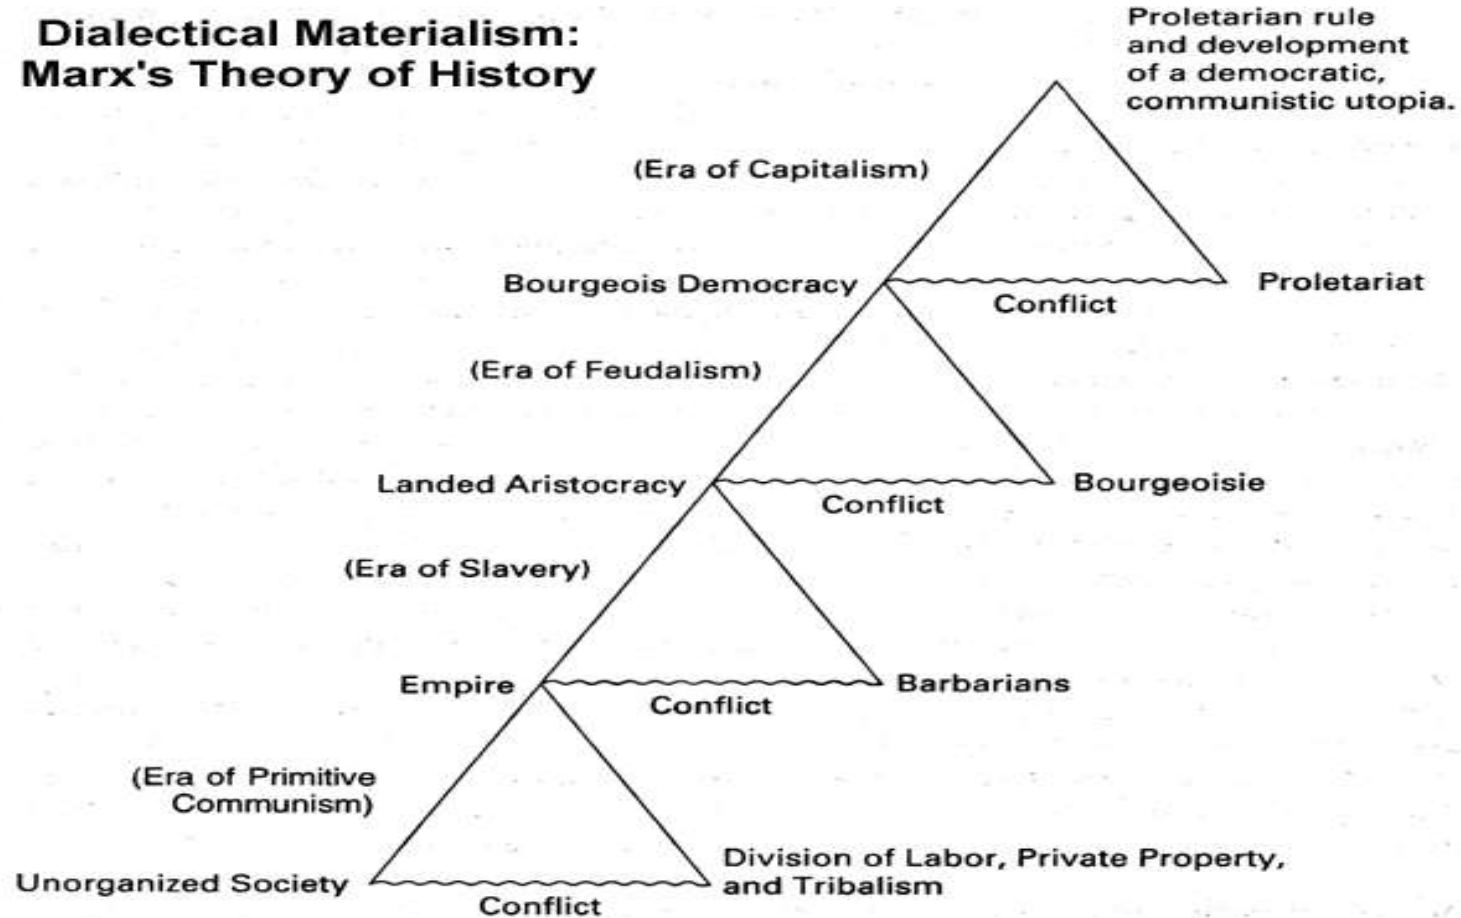 Dialectical Materialism:
Marx's Theory of History
Proletarian rule
and development
of a democratic,
communistic utopia.
(Era of Capitalism)
Bourgeois Democracy
Conflict
Proletariat
(Era of Feudalism)
Landed Aristocracy
Conflict
Bourgeoisie
(Era of Slavery)
Empire
Conflict
Barbarians
(Era of Primitive
Communism)
Unorganized Society
Conflict
Division of Labor, Private Property,
and Tribalism